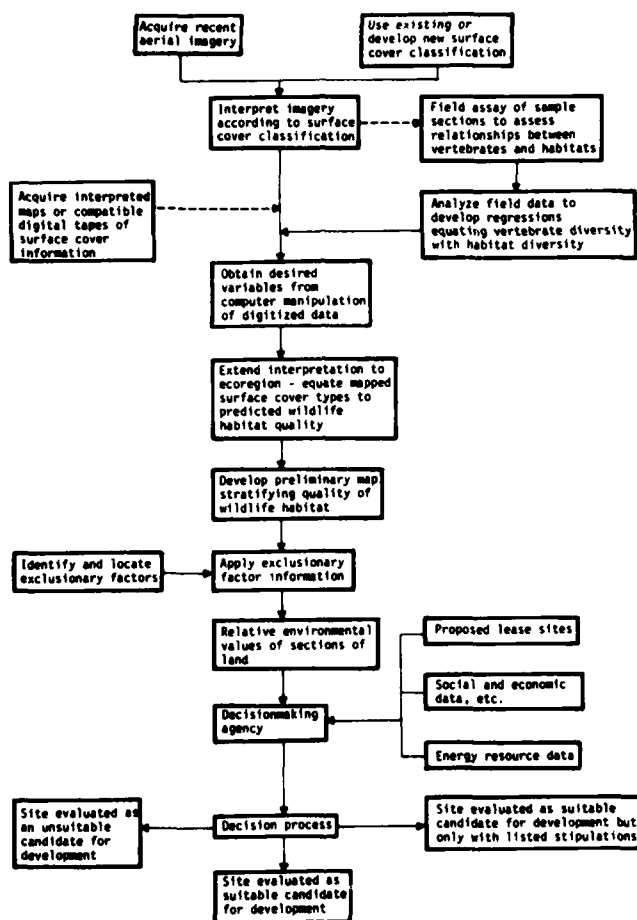 Acquire recent
aerial imagery
Use existing or
develop new surface
cover classification
Interpret imagery
according to surface
cover classification
Field assay of sample
sections to assess
relationships between
vertebrates and habitats
Acquire interpreted
maps or compatible
digital tapes of
surface cover
information
Analyze field data to
develop regressions
equating vertebrate diversity
with habitat diversity
Obtain desired
variables from
computer manipulation
of digitized data
Extend interpretation to
ecoregion - equate mapped
surface cover types to
predicted wildlife
habitat quality
Develop preliminary map
stratifying quality of
wildlife habitat
Identify and locate
exclusionary factors
Apply exclusionary
factor information
Relative environmental
values of sections of
land
Proposed lease sites
Social and economic
data, etc.
Decisionmaking
agency
Energy resource data
Site evaluated as
an unsuitable
candidate for
development
Decision process
Site evaluated as suitable
candidate for development but
only with listed stipulations
Site evaluated as
suitable candidate
for development